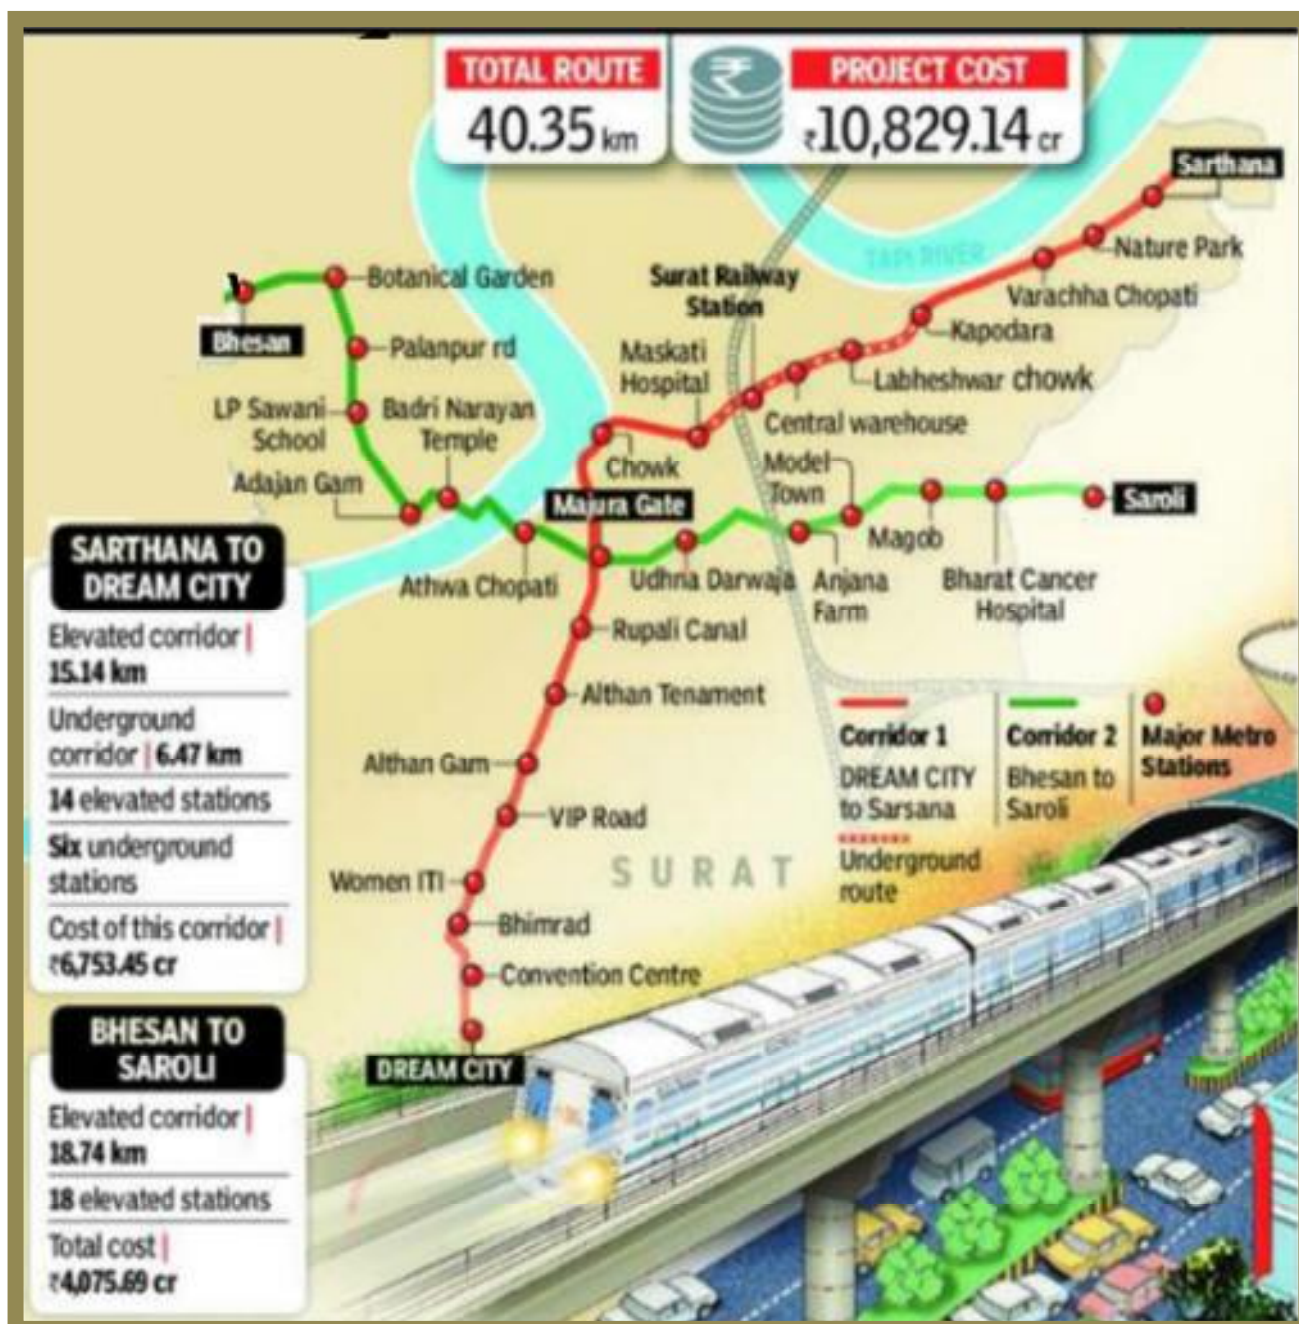 TOTAL ROUTE
40.35 km
PROJECT COST
₹10,829.14 cr
Sarthana
Nature Park
TAPI RIVER
Varachha Chopati
Surat Railway
Station
Kapodara
Botanical Garden
Bhesan
Palanpur rd
Maskati
Hospital
Labheshwar chowk
Central warehouse
LP Sawani
School
Badri Narayan
Temple
Chowk
Model
Town
Adajan Gam
Majura Gate
Saroli
Magob
Athwa Chopati
Udhna Darwaja
Anjana
Farm
Bharat Cancer
Hospital
Rupali Canal
Althan Tenament
Althan Gam
VIP Road
Women ITI
Bhimrad
Convention Centre
DREAM CITY
SURAT
Corridor 1
DREAM CITY
to Sarsana
Underground
route
Corridor 2
Bhesan to
Saroli
Major Metro
Stations
SARTHANA TO
DREAM CITY
Elevated corridor |
15.14 km
Underground
corridor | 6.47 km
14 elevated stations
Six underground
stations
Cost of this corridor |
₹6,753.45 cr
BHESAN TO
SAROLI
Elevated corridor |
18.74 km
18 elevated stations
Total cost |
₹4,075.69 cr